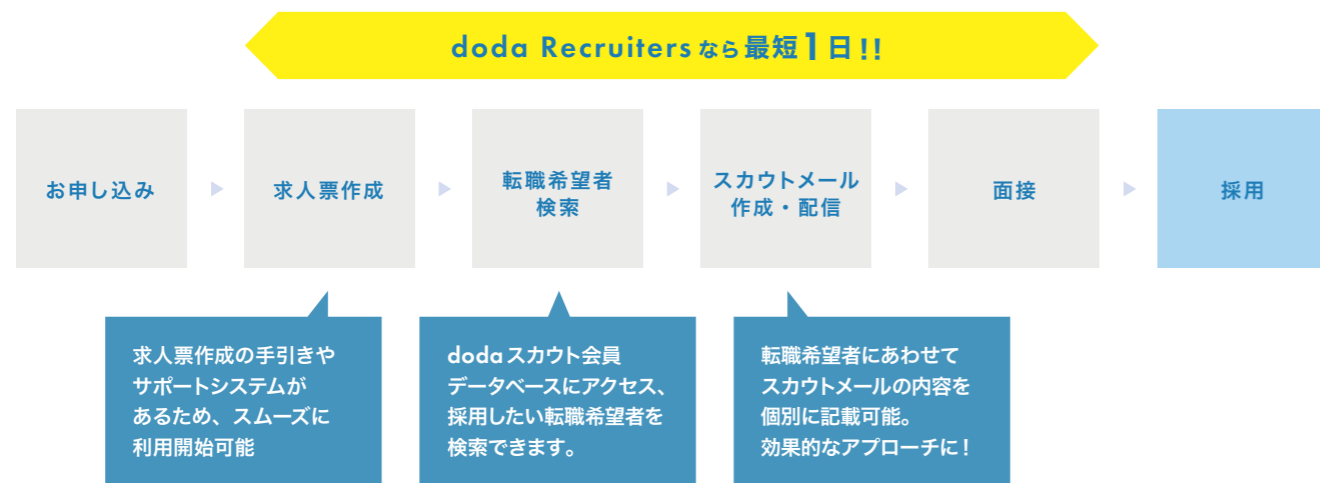 doda Recruitersなら最短1日!!
お申し込み
求人票作成
転職希望者
検索
スカウトメール
作成・配信
面接
採用
求人票作成の手引きや
サポートシステムが
あるため、スムーズに
利用開始可能
dodaスカウト会員
データベースにアクセス、
採用したい転職希望者を
検索できます。
転職希望者にあわせて
スカウトメールの内容を
個別に記載可能。
効果的なアプローチに!